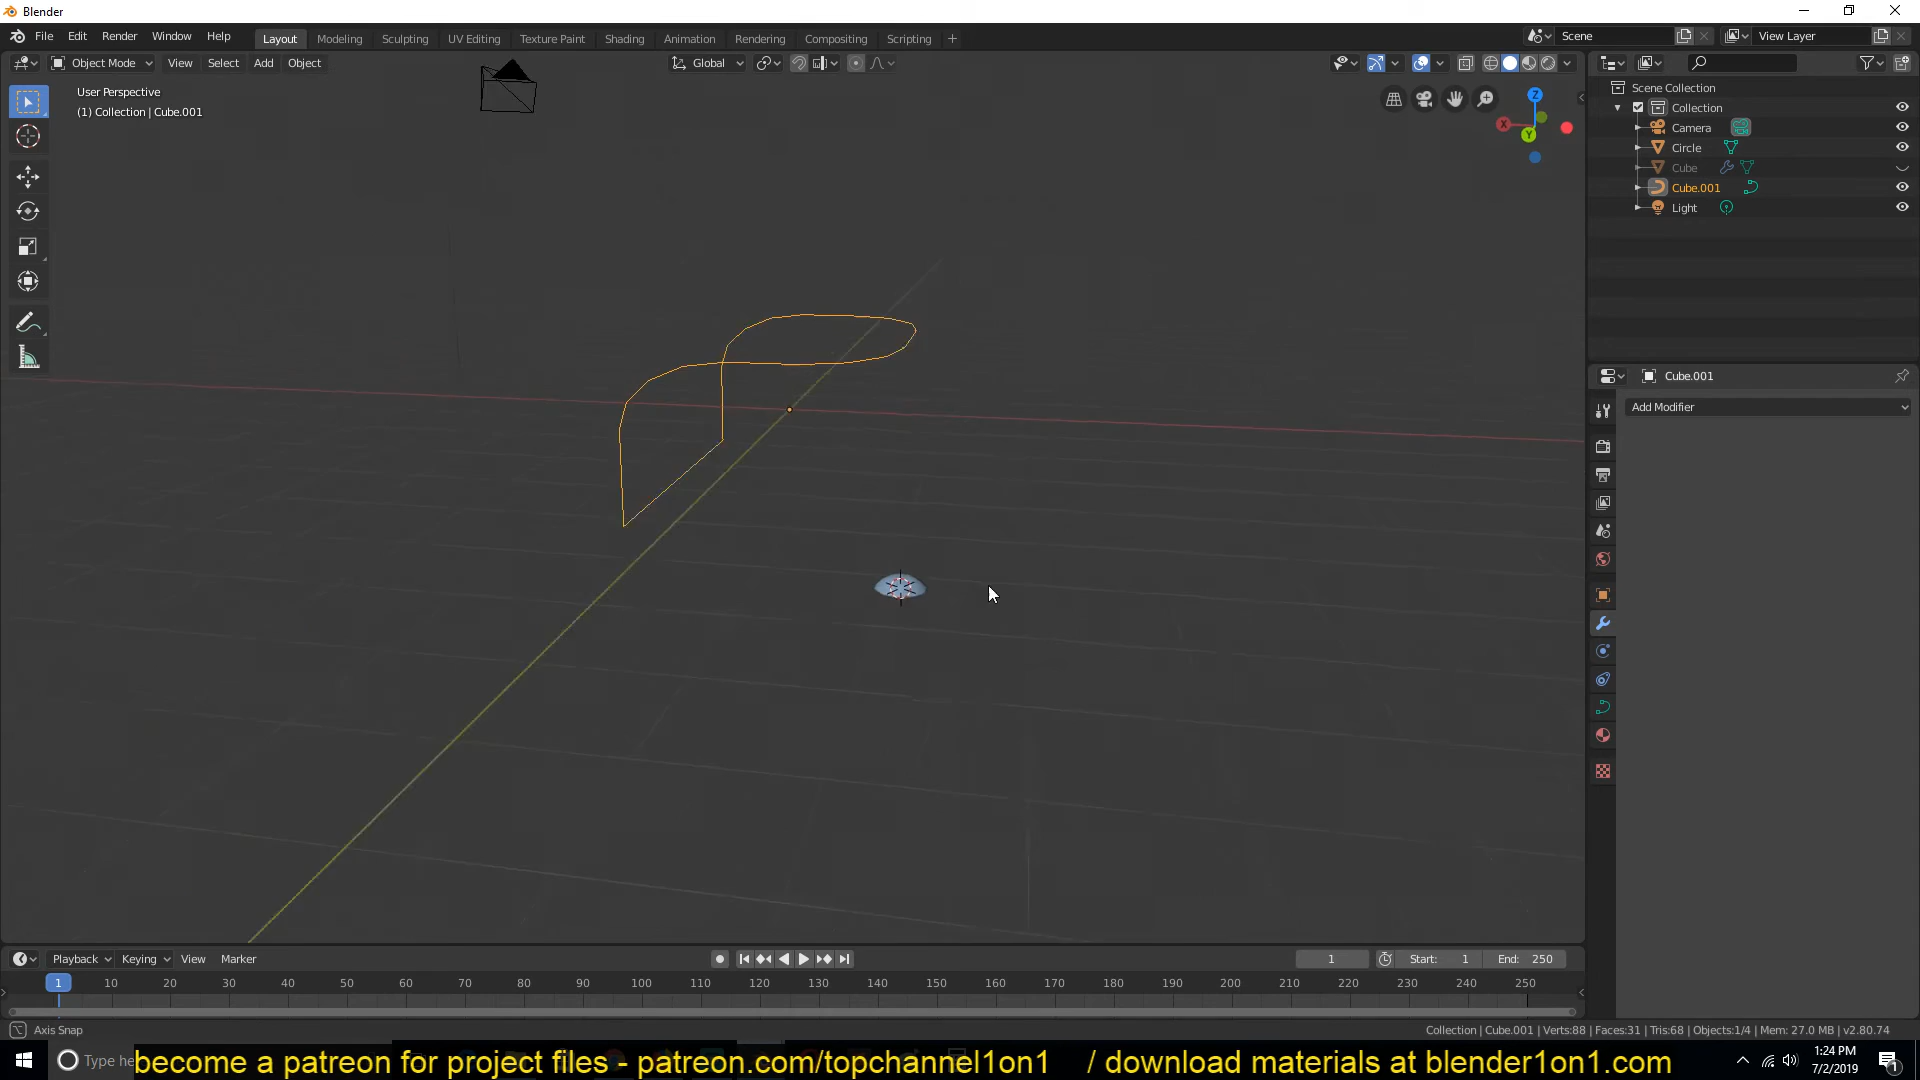 Blender
File Edit Render Window Help Layout Modeling Sculpting UV Editing Texture Paint Shading Animation Rendering Compositing Scripting + Scene View Layer
Object Mode View Select Add Object Global
User Perspective
(1) Collection | Cube.001
Z
X
Y
Scene Collection
Collection
Camera
Circle
Cube
Cube.001
Light
Cube.001
Add Modifier
Playback Keying View Marker 1 Start: 1 End: 250
1 10 20 30 40 50 60 70 80 90 100 110 120 130 140 150 160 170 180 190 200 210 220 230 240 250
Axis Snap Collection | Cube.001 | Verts:88 | Faces:31 | Tris:68 | Objects:1/4 | Mem: 27.0 MB | v2.80.74
Type he
become a patreon for project files - patreon.com/topchannel1on1 / download materials at blender1on1.com
1:24 PM
7/2/2019
1